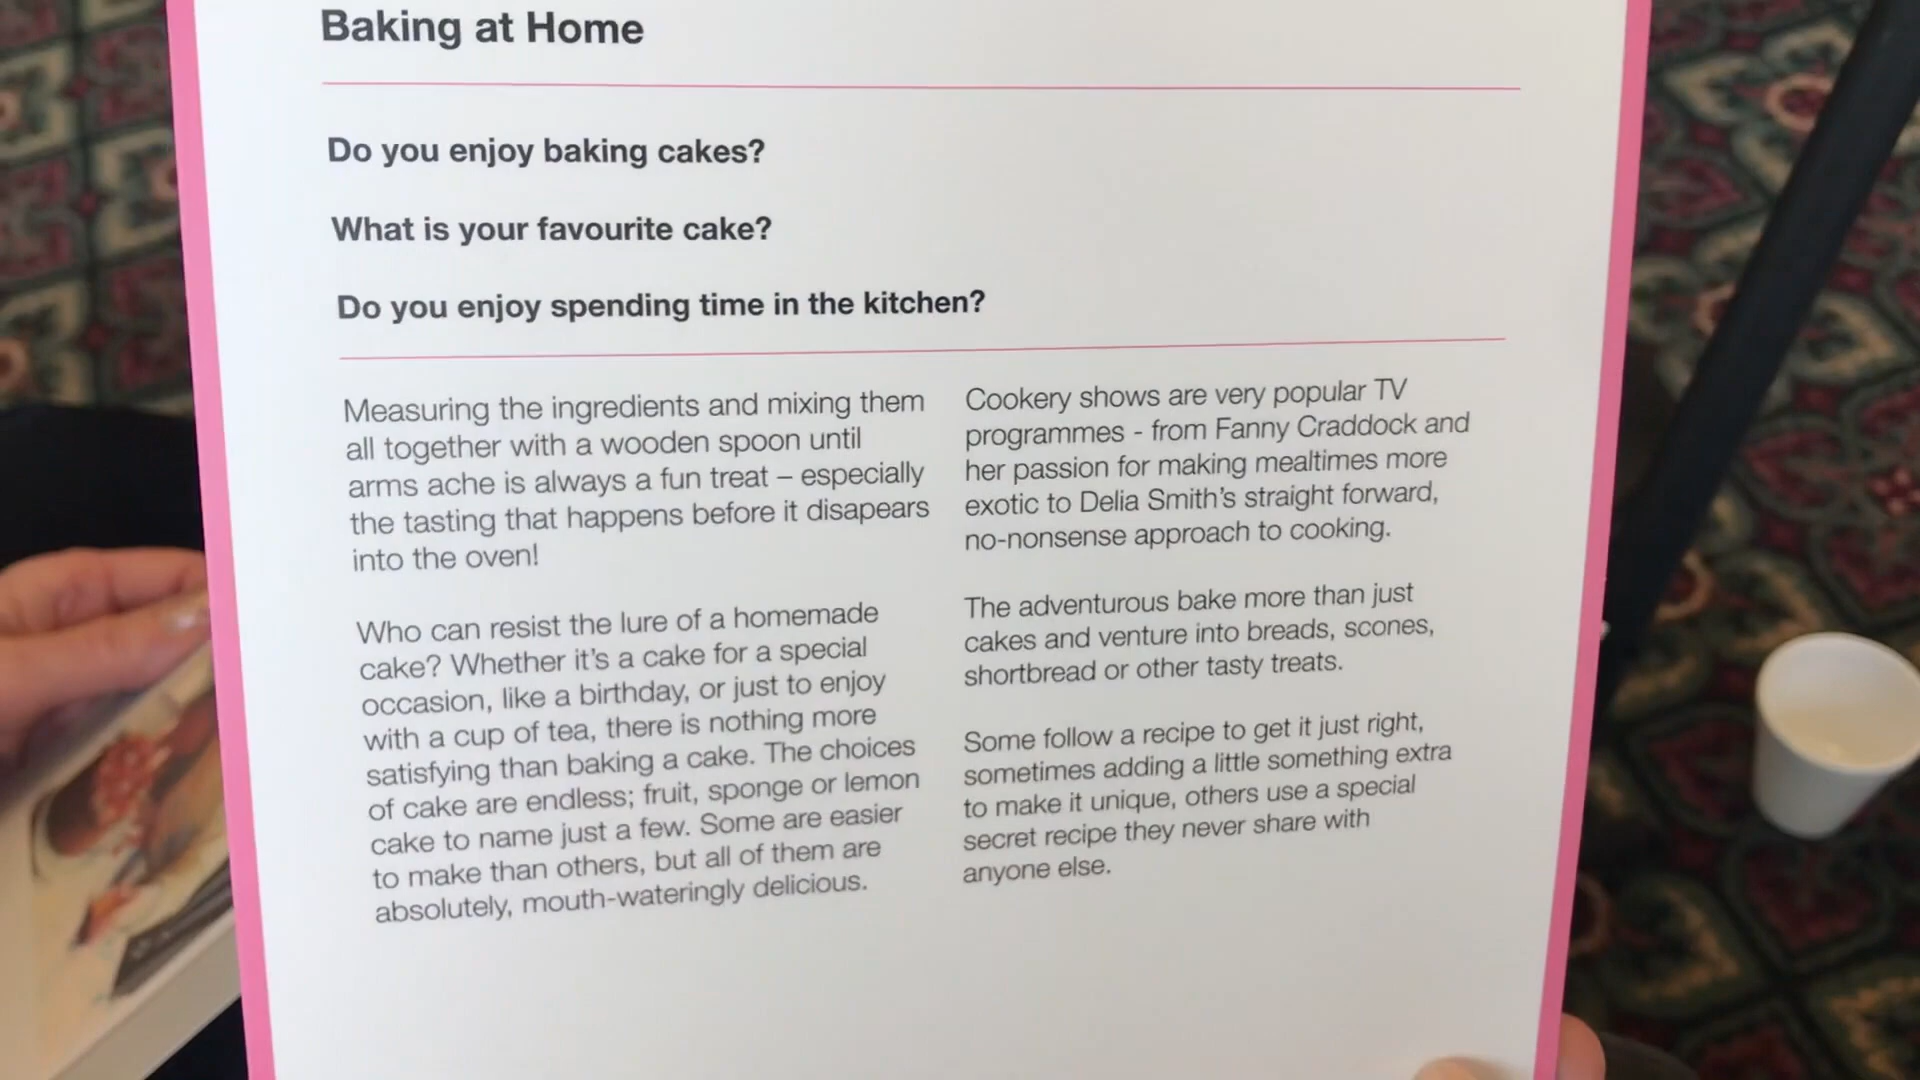 Baking at Home
Do you enjoy baking cakes?
What is your favourite cake?
Do you enjoy spending time in the kitchen?
Measuring the ingredients and mixing them
all together with a wooden spoon until
arms ache is always a fun treat – especially
the tasting that happens before it disapears
into the oven!
Who can resist the lure of a homemade
cake? Whether it's a cake for a special
occasion, like a birthday, or just to enjoy
with a cup of tea, there is nothing more
satisfying than baking a cake. The choices
of cake are endless; fruit, sponge or lemon
cake to name just a few. Some are easier
to make than others, but all of them are
absolutely, mouth-wateringly delicious.
Cookery shows are very popular TV
programmes - from Fanny Craddock and
her passion for making mealtimes more
exotic to Delia Smith's straight forward,
no-nonsense approach to cooking.
The adventurous bake more than just
cakes and venture into breads, scones,
shortbread or other tasty treats.
Some follow a recipe to get it just right,
sometimes adding a little something extra
to make it unique, others use a special
secret recipe they never share with
anyone else.